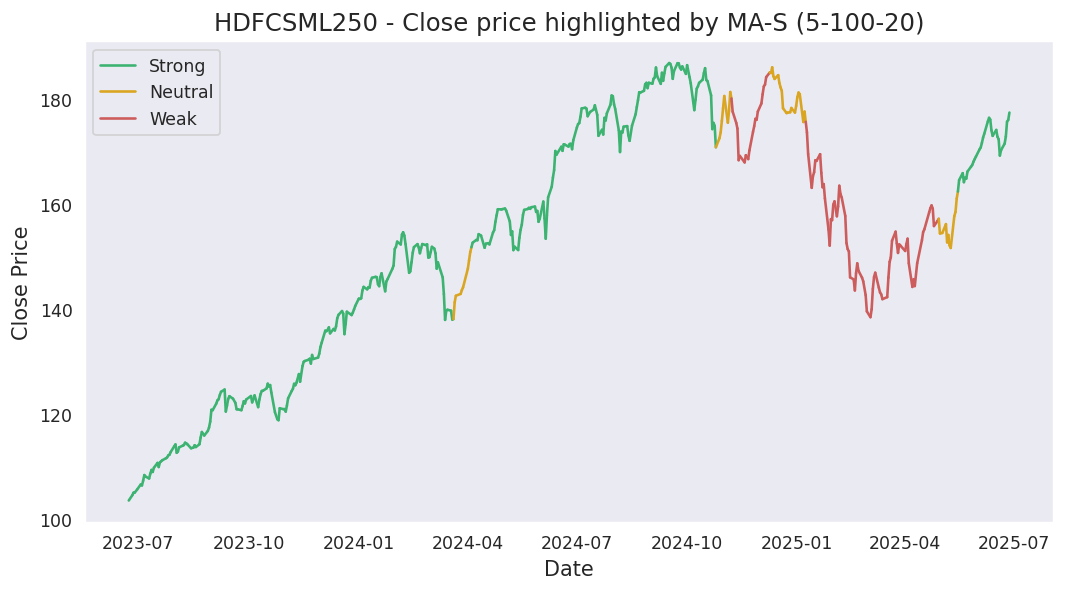 HDFCSML250 - Close price highlighted by MA-S (5-100-20)
Strong
Neutral
Weak
Close Price
180
160
140
120
100
2023-07 2023-10 2024-01 2024-04 2024-07 2024-10 2025-01 2025-04 2025-07
Date